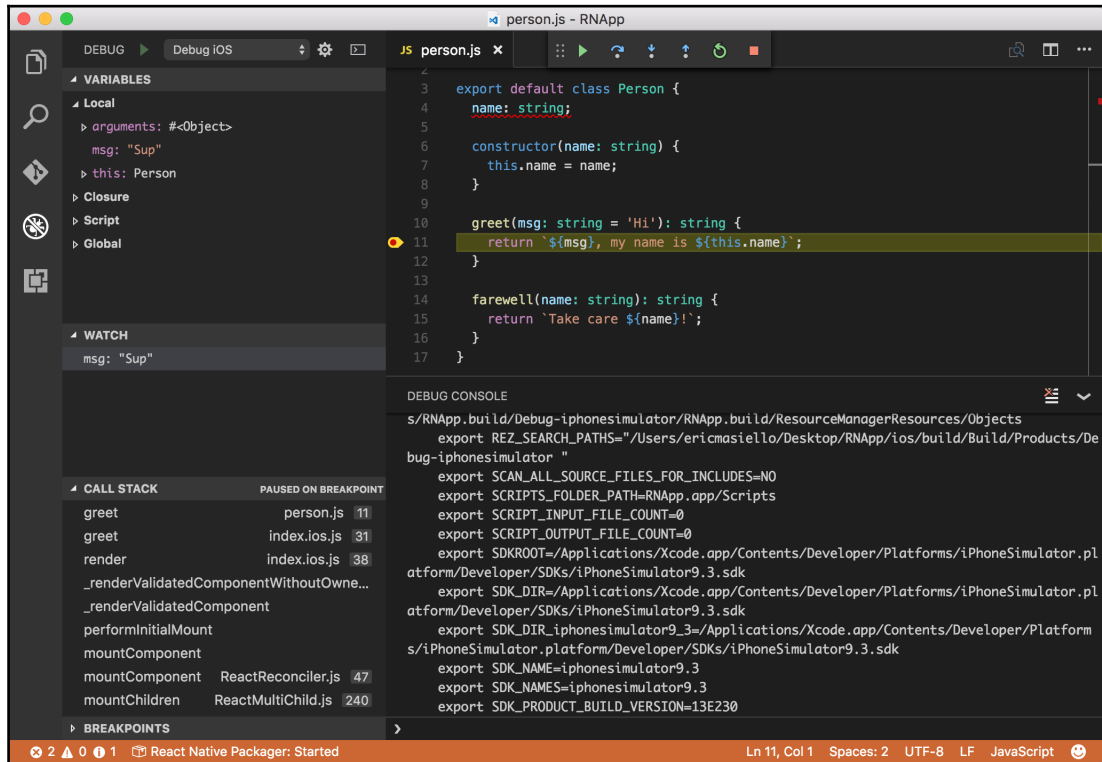 person.js - RNApp
DEBUG Debug iOS
VARIABLES
Local
arguments: #<Object>
msg: "Sup"
this: Person
Closure
Script
Global
WATCH
msg: "Sup"
CALL STACK PAUSED ON BREAKPOINT
greet person.js 11
greet index.ios.js 31
render index.ios.js 38
_renderValidatedComponentWithoutOwne...
_renderValidatedComponent
performInitialMount
mountComponent
mountComponent ReactReconciler.js 47
mountChildren ReactMultiChild.js 240
BREAKPOINTS
JS person.js ×
2
3 export default class Person {
4 name: string;
5
6 constructor(name: string) {
7 this.name = name;
8 }
9
10 greet(msg: string = 'Hi'): string {
11 return `${msg}, my name is ${this.name}`;
12 }
13
14 farewell(name: string): string {
15 return `Take care ${name}!`;
16 }
17 }
DEBUG CONSOLE
s/RNApp.build/Debug-iphonesimulator/RNApp.build/ResourceManagerResources/Objects
export REZ_SEARCH_PATHS="/Users/ericmasiello/Desktop/RNApp/ios/build/Build/Products/De
bug-iphonesimulator "
export SCAN_ALL_SOURCE_FILES_FOR_INCLUDES=NO
export SCRIPTS_FOLDER_PATH=RNApp.app/Scripts
export SCRIPT_INPUT_FILE_COUNT=0
export SCRIPT_OUTPUT_FILE_COUNT=0
export SDKROOT=/Applications/Xcode.app/Contents/Developer/Platforms/iPhoneSimulator.pl
atform/Developer/SDKs/iPhoneSimulator9.3.sdk
export SDK_DIR=/Applications/Xcode.app/Contents/Developer/Platforms/iPhoneSimulator.pl
atform/Developer/SDKs/iPhoneSimulator9.3.sdk
export SDK_DIR_iphonesimulator9_3=/Applications/Xcode.app/Contents/Developer/Platform
s/iPhoneSimulator.platform/Developer/SDKs/iPhoneSimulator9.3.sdk
export SDK_NAME=iphonesimulator9.3
export SDK_NAMES=iphonesimulator9.3
export SDK_PRODUCT_BUILD_VERSION=13E230
2 0 1 React Native Packager: Started Ln 11, Col 1 Spaces: 2 UTF-8 LF JavaScript